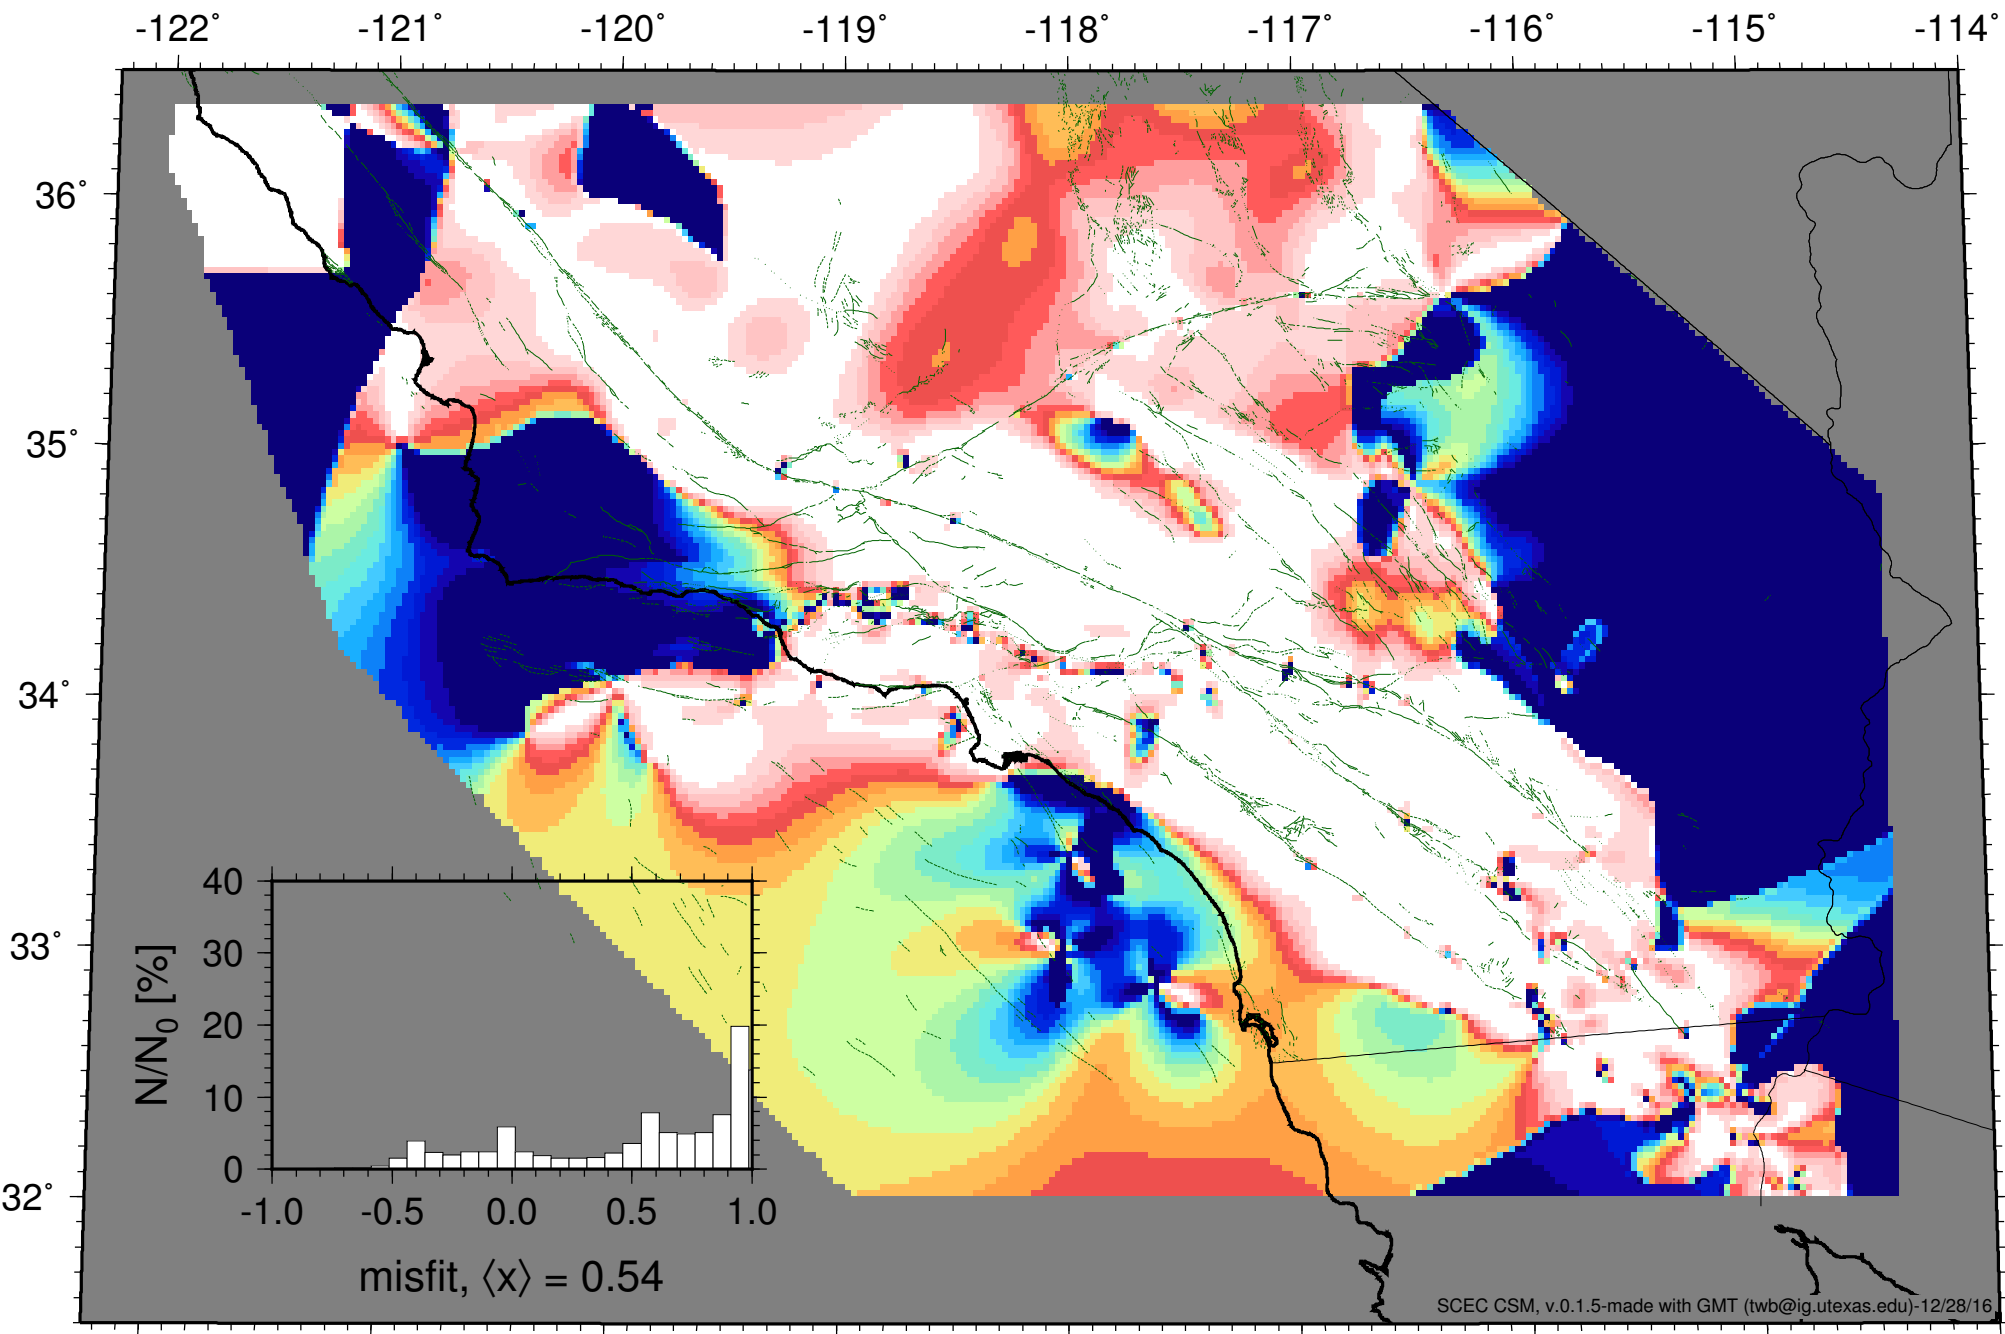 -122° -121° -120° -119° -118° -117° -116° -115° -114°
36°
35°
34°
33°
32°
40
30
20
10
0
N/N0 [%]
-1.0 -0.5 0.0 0.5 1.0
misfit, ⟨x⟩ = 0.54
SCEC CSM, v.0.1.5-made with GMT (twb@ig.utexas.edu)-12/28/16